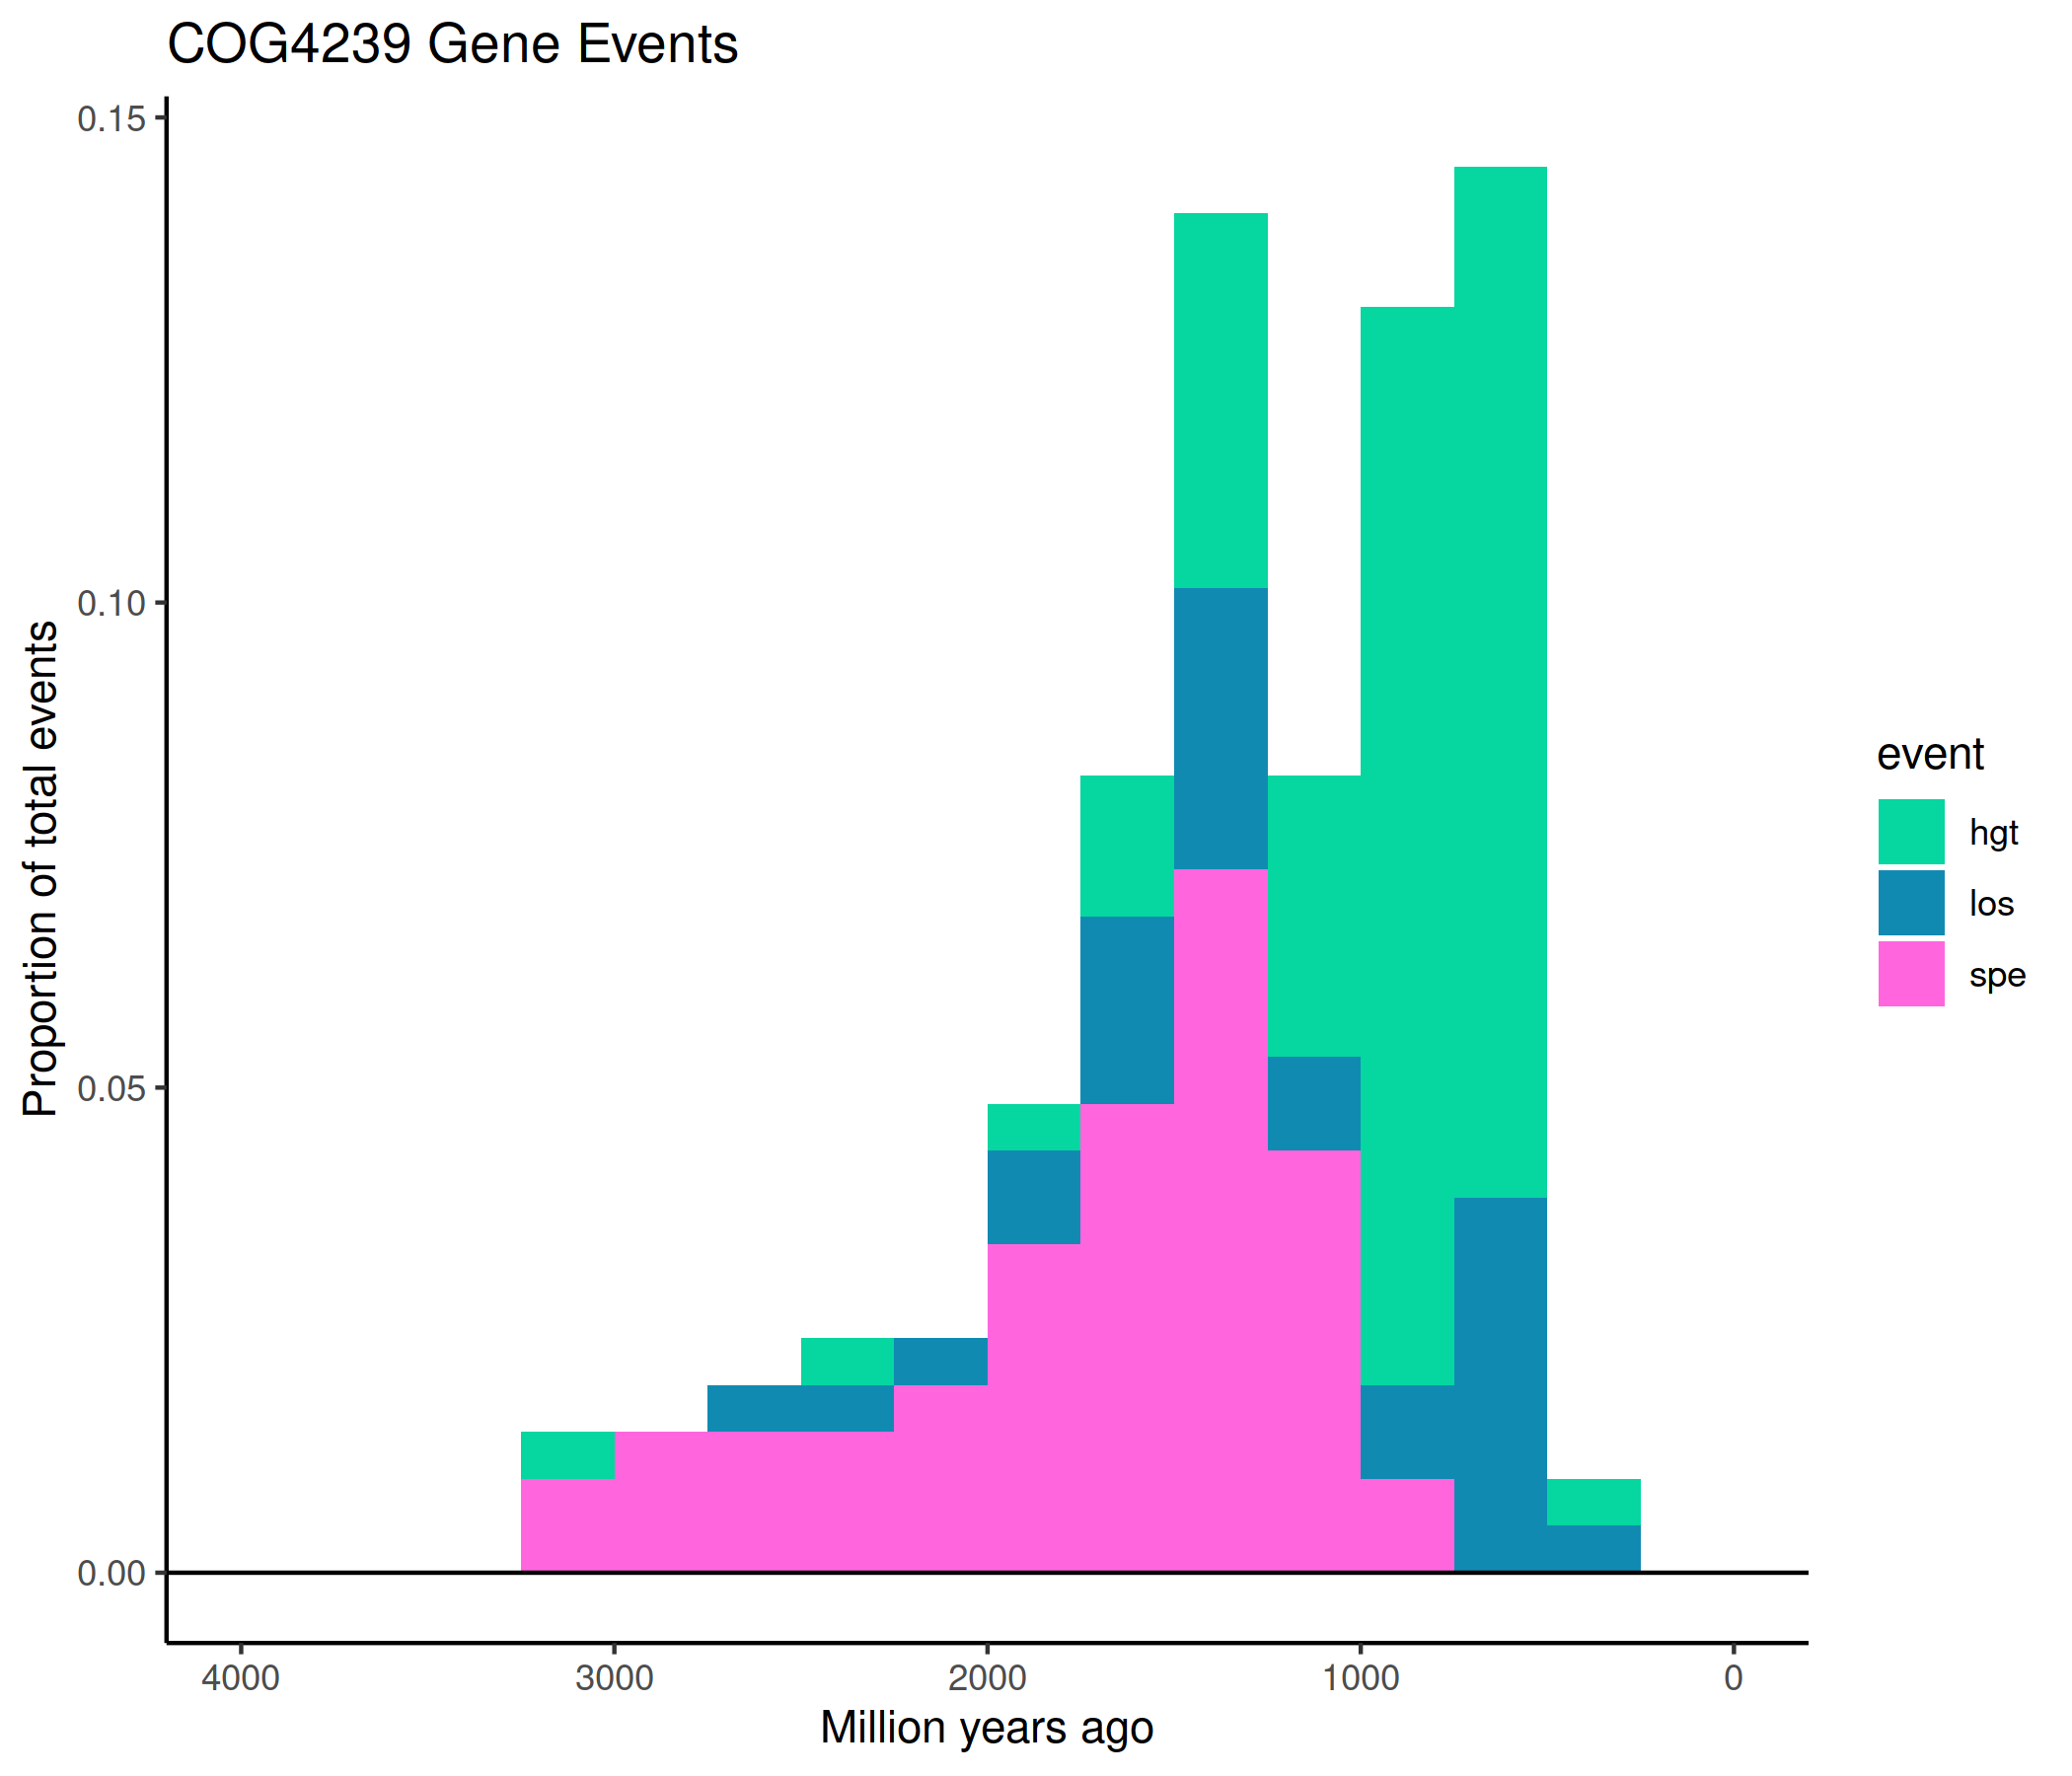 COG4239 Gene Events
0.15
0.10
0.05
0.00
Proportion of total events
4000 3000 2000 1000 0
Million years ago
event
hgt
los
spe